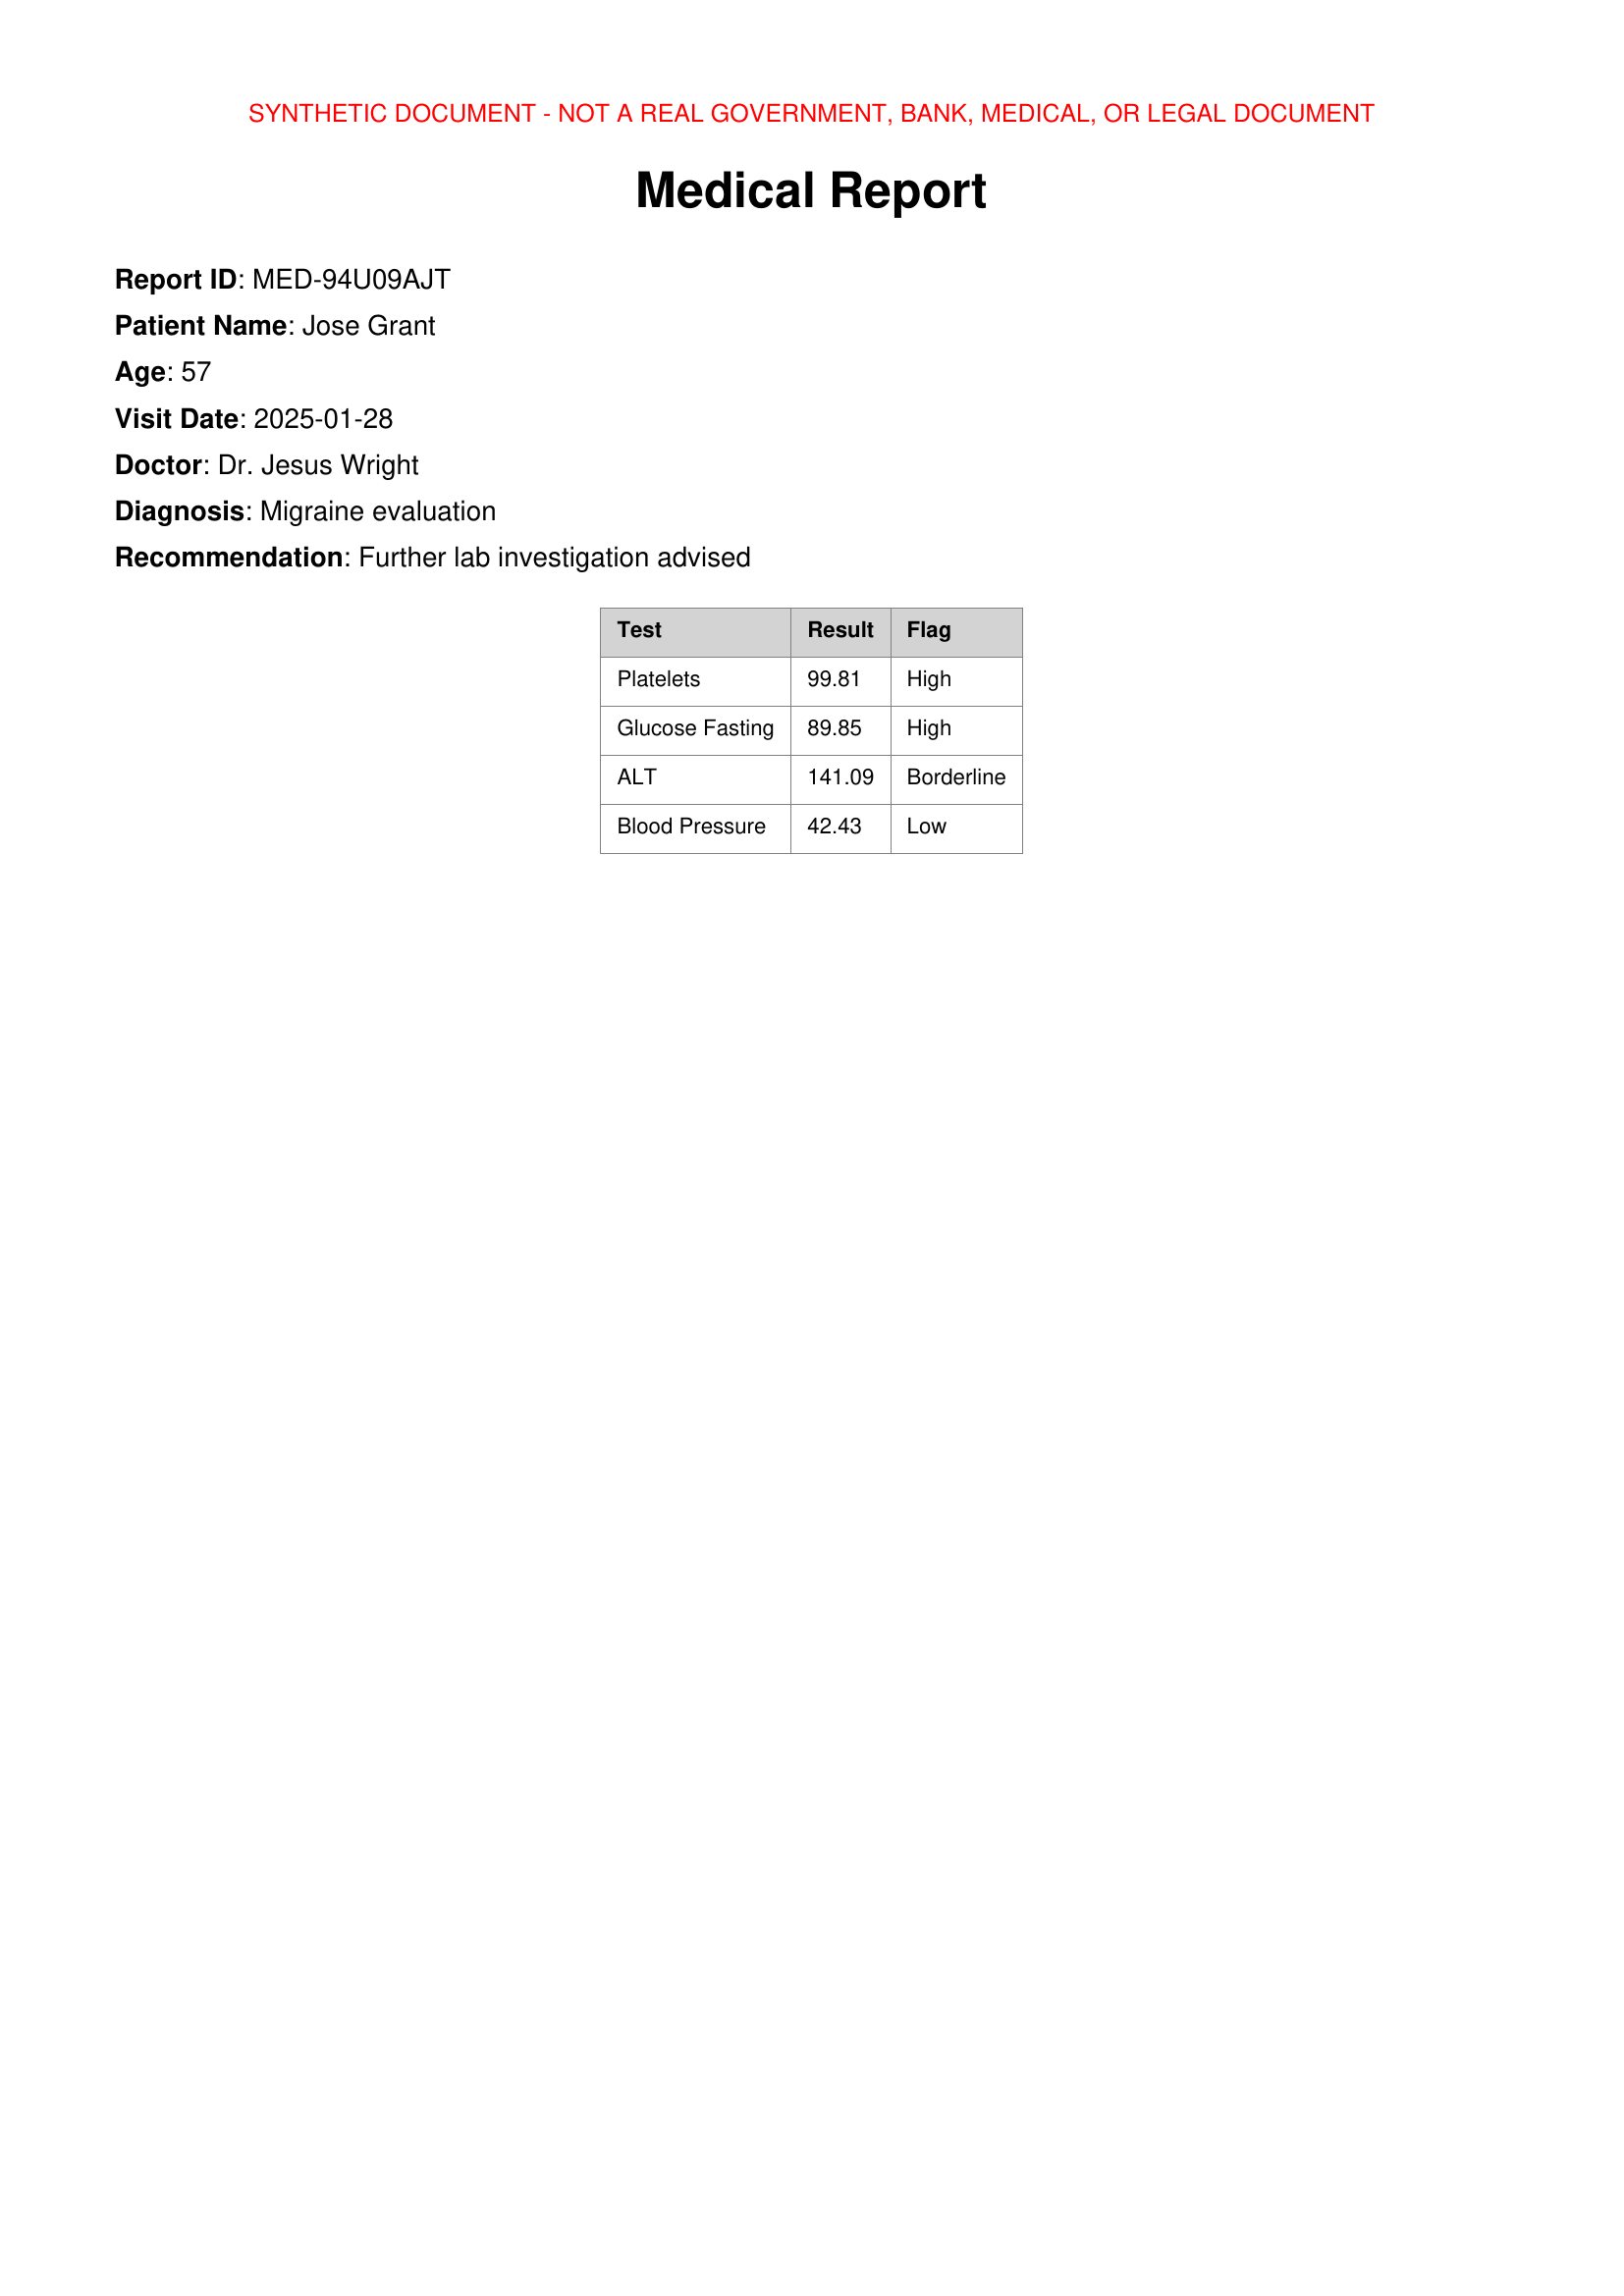 SYNTHETIC DOCUMENT - NOT A REAL GOVERNMENT, BANK, MEDICAL, OR LEGAL DOCUMENT
Medical Report
Report ID: MED-94U09AJT
Patient Name: Jose Grant
Age: 57
Visit Date: 2025-01-28
Doctor: Dr. Jesus Wright
Diagnosis: Migraine evaluation
Recommendation: Further lab investigation advised
Test Result Flag
Platelets 99.81 High
Glucose Fasting 89.85 High
ALT 141.09 Borderline
Blood Pressure 42.43 Low